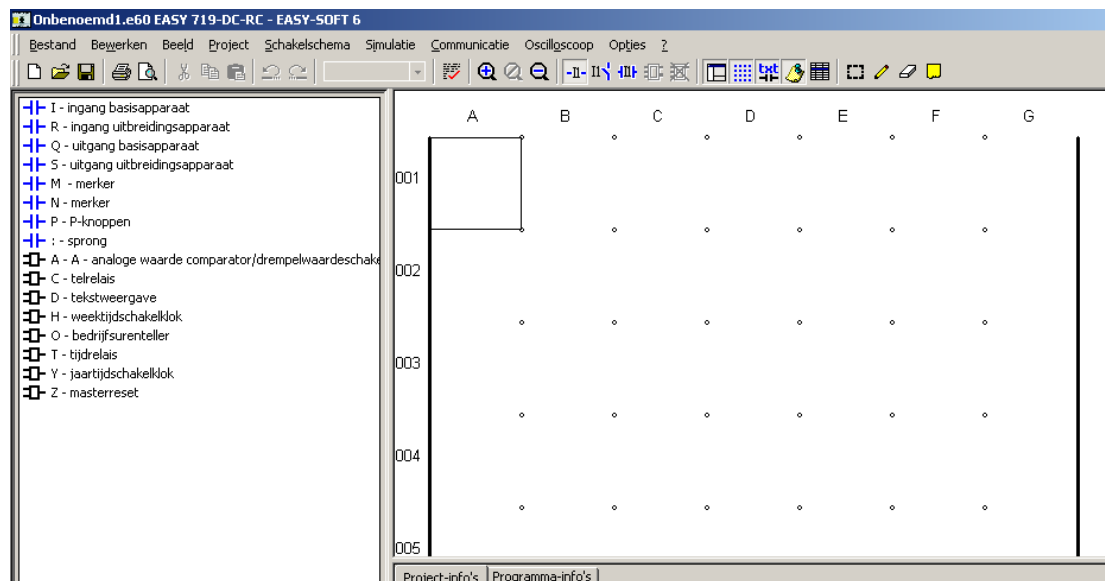 Onbenoemd1.e60 EASY 719-DC-RC - EASY-SOFT 6
Bestand Bewerken Beeld Project Schakelschema Simulatie Communicatie Oscilloscoop Opties ?
txt
I - ingang basisapparaat
R - ingang uitbreidingsapparaat
Q - uitgang basisapparaat
S - uitgang uitbreidingsapparaat
M - merker
N - merker
P - P-knoppen
: - sprong
A - A - analoge waarde comparator/drempelwaardeschake
C - telrelais
D - tekstweergave
H - weektijdschakelklok
O - bedrijfsurenteller
T - tijdrelais
Y - jaartijdschakelklok
Z - masterreset
A B C D E F G
001
002
003
004
005
Project-info's Programma-info's